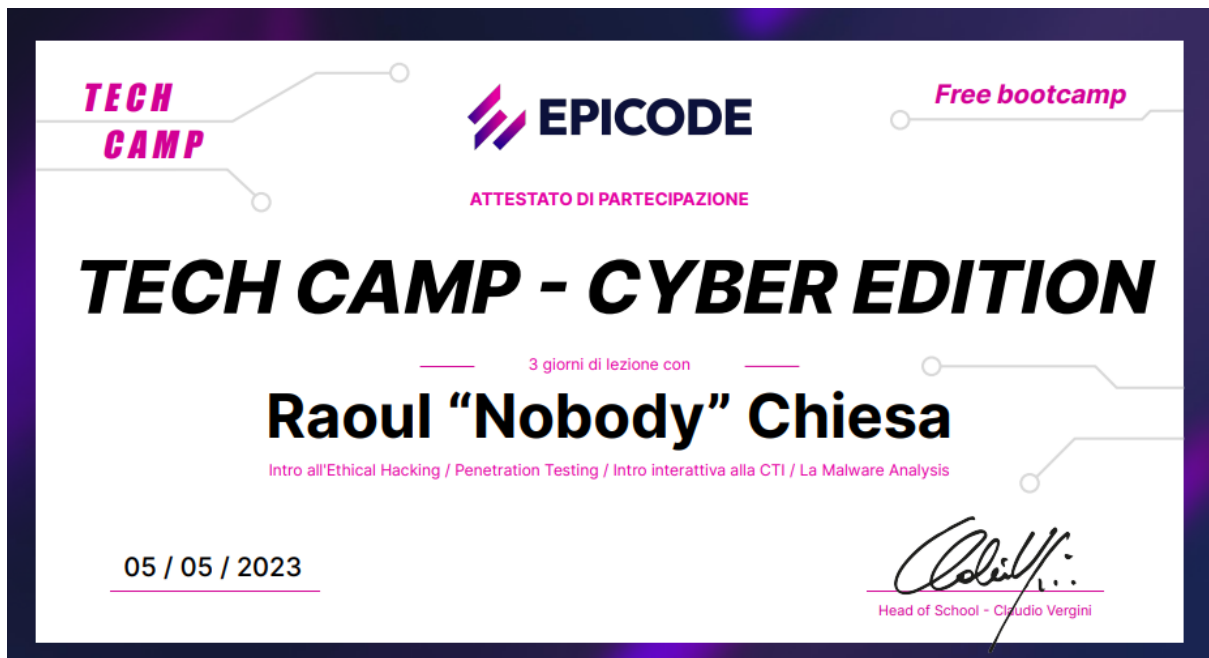 TECH
CAMP
EPICODE
Free bootcamp
ATTESTATO DI PARTECIPAZIONE
TECH CAMP - CYBER EDITION
3 giorni di lezione con
Raoul “Nobody” Chiesa
Intro all'Ethical Hacking / Penetration Testing / Intro interattiva alla CTI / La Malware Analysis
05 / 05 / 2023
Head of School - Claudio Vergini